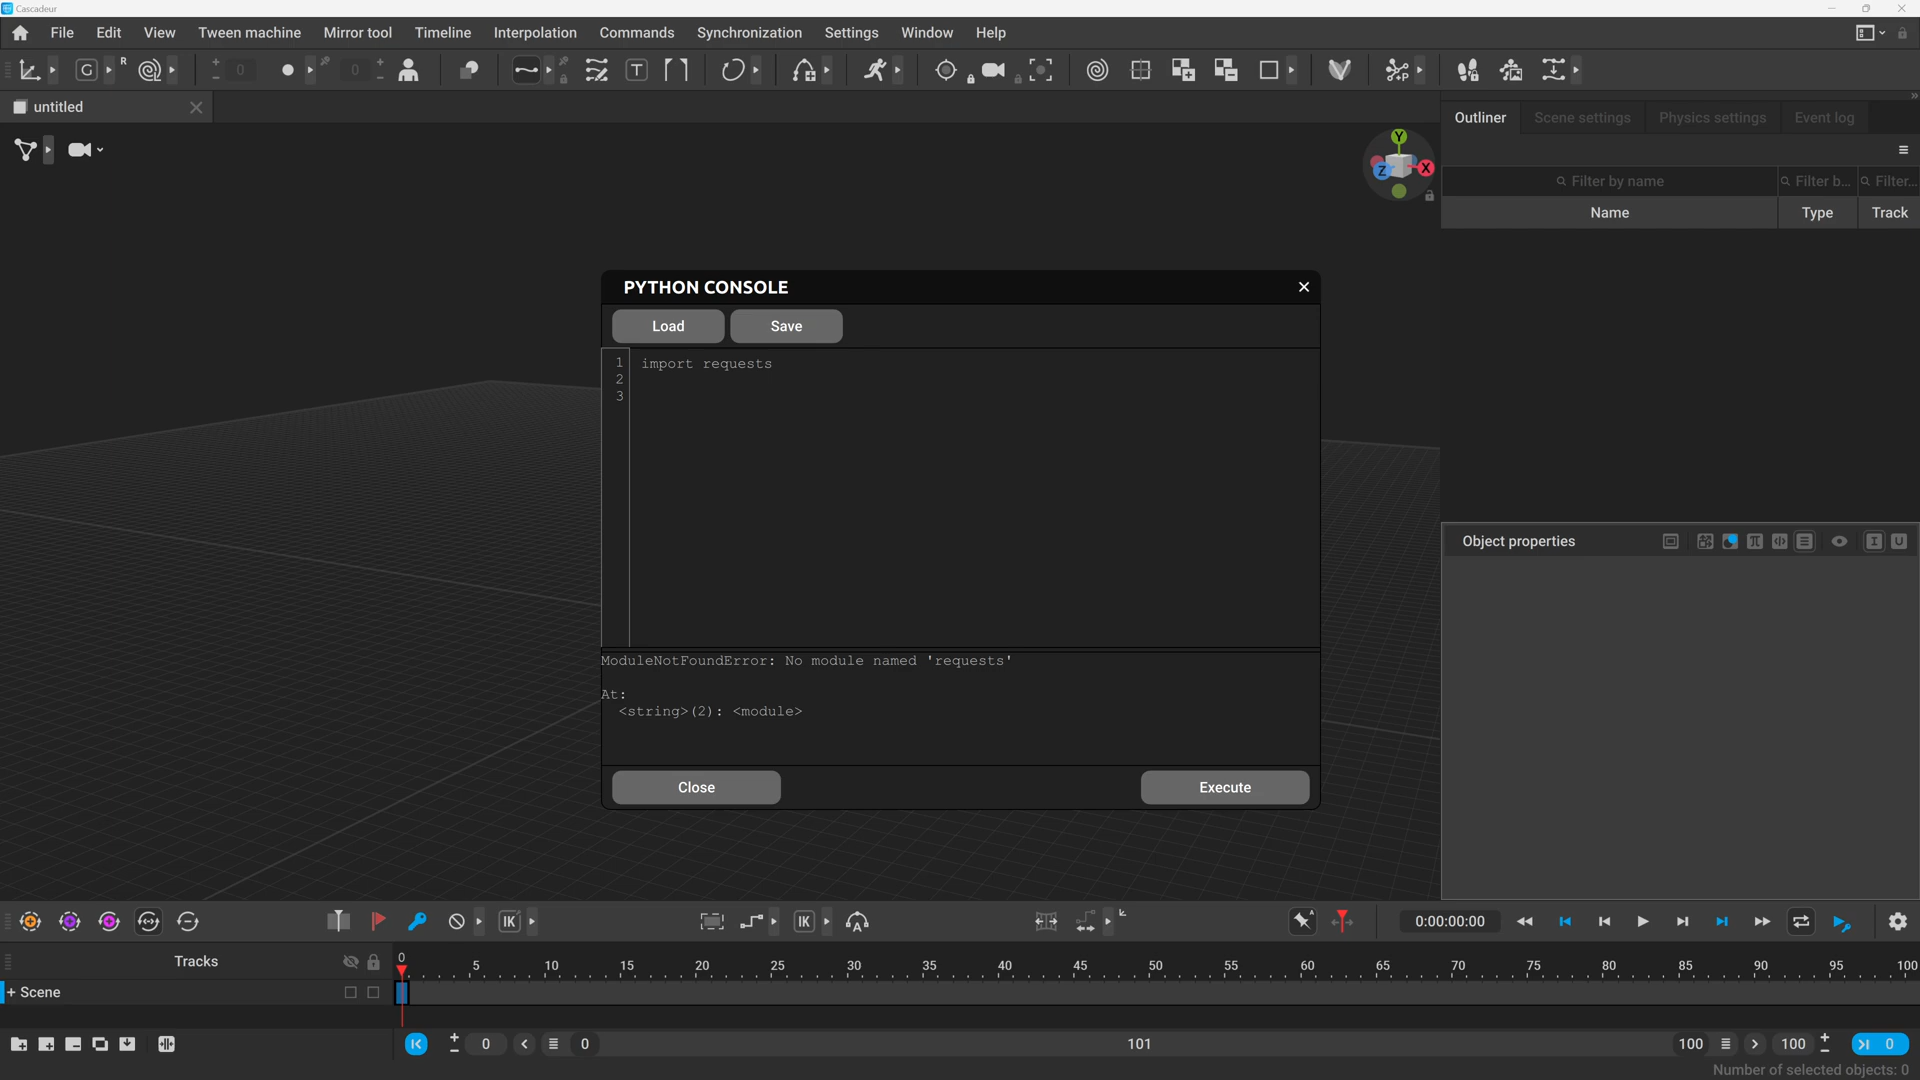 Cascadeur
File Edit View Tween machine Mirror tool Timeline Interpolation Commands Synchronization Settings Window Help
G R 0 0 T P
untitled
Outliner Scene settings Physics settings Event log
Y X Z
Filter by name Filter b... Filter...
Name Type Track
PYTHON CONSOLE
Load Save
1 import requests
2
3
Object properties
ModuleNotFoundError: No module named 'requests'
At:
<string>(2): <module>
Close Execute
IK IK A 0:00:00:00
Tracks 0 5 10 15 20 25 30 35 40 45 50 55 60 65 70 75 80 85 90 95 100
+ Scene
0 0 101 100 100 0
Number of selected objects: 0